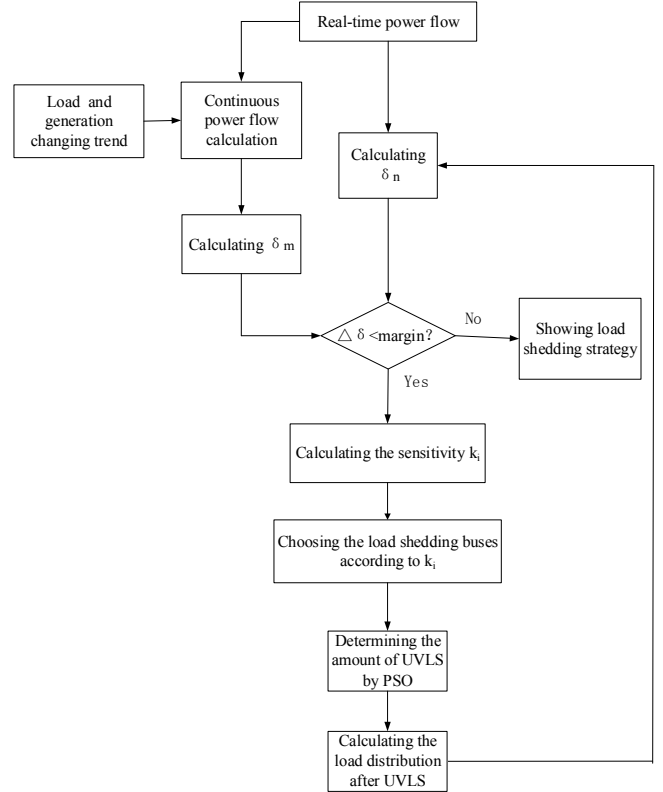 Real-time power flow
Load and
generation
changing trend
Continuous
power flow
calculation
Calculating
δ n
Calculating δ m
△ δ <margin?
No
Showing load
shedding strategy
Yes
Calculating the sensitivity kᵢ
Choosing the load shedding buses
according to kᵢ
Determining the
amount of UVLS
by PSO
Calculating the
load distribution
after UVLS